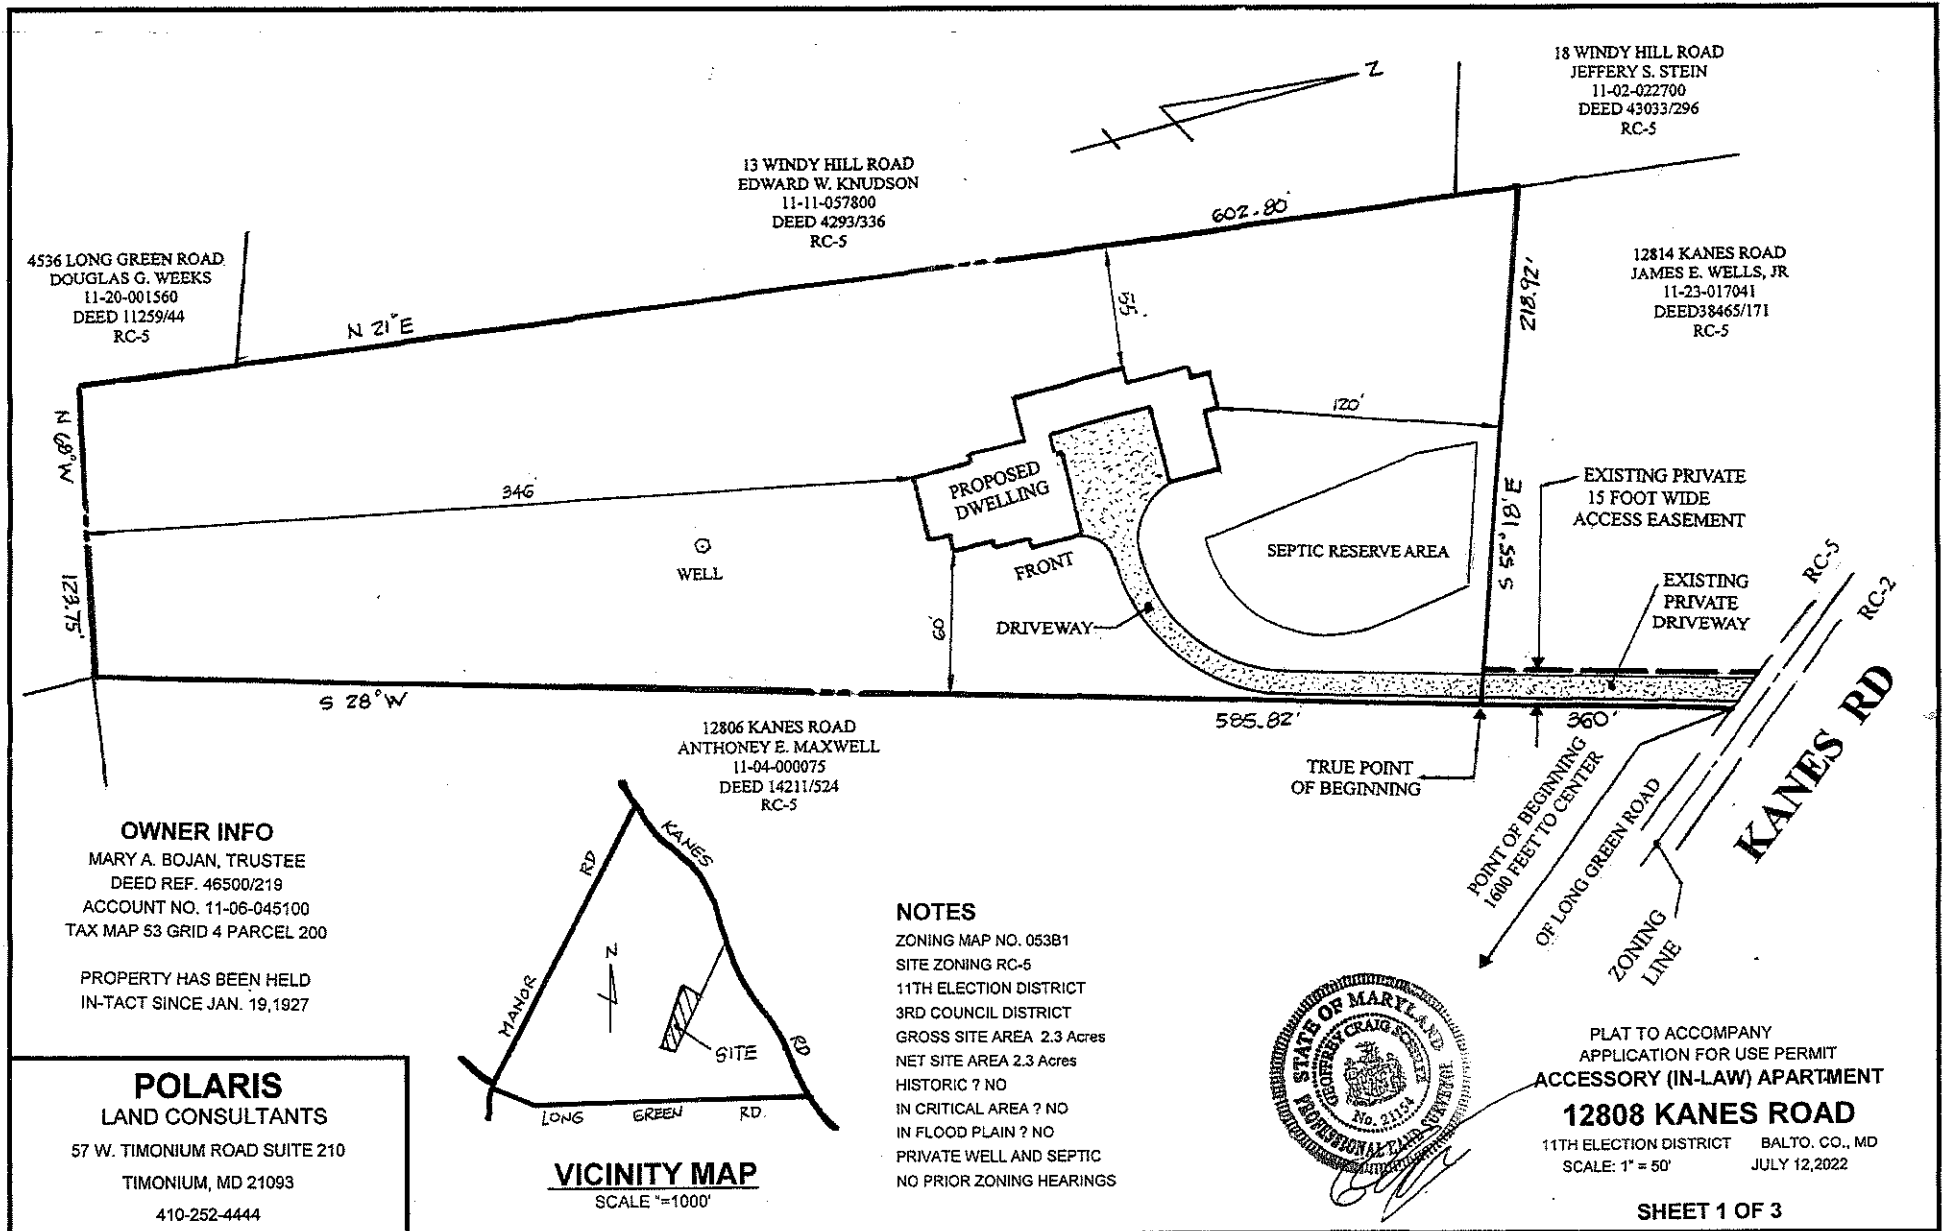 18 WINDY HILL ROAD
JEFFERY S. STEIN
11-02-022700
DEED 43033/296
RC-5
Z
13 WINDY HILL ROAD
EDWARD W. KNUDSON
11-11-057800
DEED 4293/336
RC-5
602.80'
4536 LONG GREEN ROAD
DOUGLAS G. WEEKS
11-20-001560
DEED 11259/44
RC-5
12814 KANES ROAD
JAMES E. WELLS, JR
11-23-017041
DEED38465/171
RC-5
N 21°E
55'
218.92'
N 68°W
123.75'
346'
120'
PROPOSED
DWELLING
FRONT
WELL
60'
DRIVEWAY
SEPTIC RESERVE AREA
S 55° 18' E
EXISTING PRIVATE
15 FOOT WIDE
ACCESS EASEMENT
EXISTING
PRIVATE
DRIVEWAY
RC-5
RC-2
KANES RD
S 28°W
585.82'
360'
12806 KANES ROAD
ANTHONEY E. MAXWELL
11-04-000075
DEED 14211/524
RC-5
TRUE POINT
OF BEGINNING
POINT OF BEGINNING
1600 FEET TO CENTER
OF LONG GREEN ROAD
ZONING
LINE
OWNER INFO
MARY A. BOJAN, TRUSTEE
DEED REF. 46500/219
ACCOUNT NO. 11-06-045100
TAX MAP 53 GRID 4 PARCEL 200
PROPERTY HAS BEEN HELD
IN-TACT SINCE JAN. 19,1927
POLARIS
LAND CONSULTANTS
57 W. TIMONIUM ROAD SUITE 210
TIMONIUM, MD 21093
410-252-4444
KANES
RD
MANOR
RD
N
SITE
LONG GREEN RD.
VICINITY MAP
SCALE "=1000'
NOTES
ZONING MAP NO. 053B1
SITE ZONING RC-5
11TH ELECTION DISTRICT
3RD COUNCIL DISTRICT
GROSS SITE AREA 2.3 Acres
NET SITE AREA 2.3 Acres
HISTORIC ? NO
IN CRITICAL AREA ? NO
IN FLOOD PLAIN ? NO
PRIVATE WELL AND SEPTIC
NO PRIOR ZONING HEARINGS
STATE OF MARYLAND
GEOFFREY CRAIG SCHULTZ
No. 21154
PROFESSIONAL LAND SURVEYOR
PLAT TO ACCOMPANY
APPLICATION FOR USE PERMIT
ACCESSORY (IN-LAW) APARTMENT
12808 KANES ROAD
11TH ELECTION DISTRICT BALTO. CO., MD
SCALE: 1" = 50' JULY 12,2022
SHEET 1 OF 3